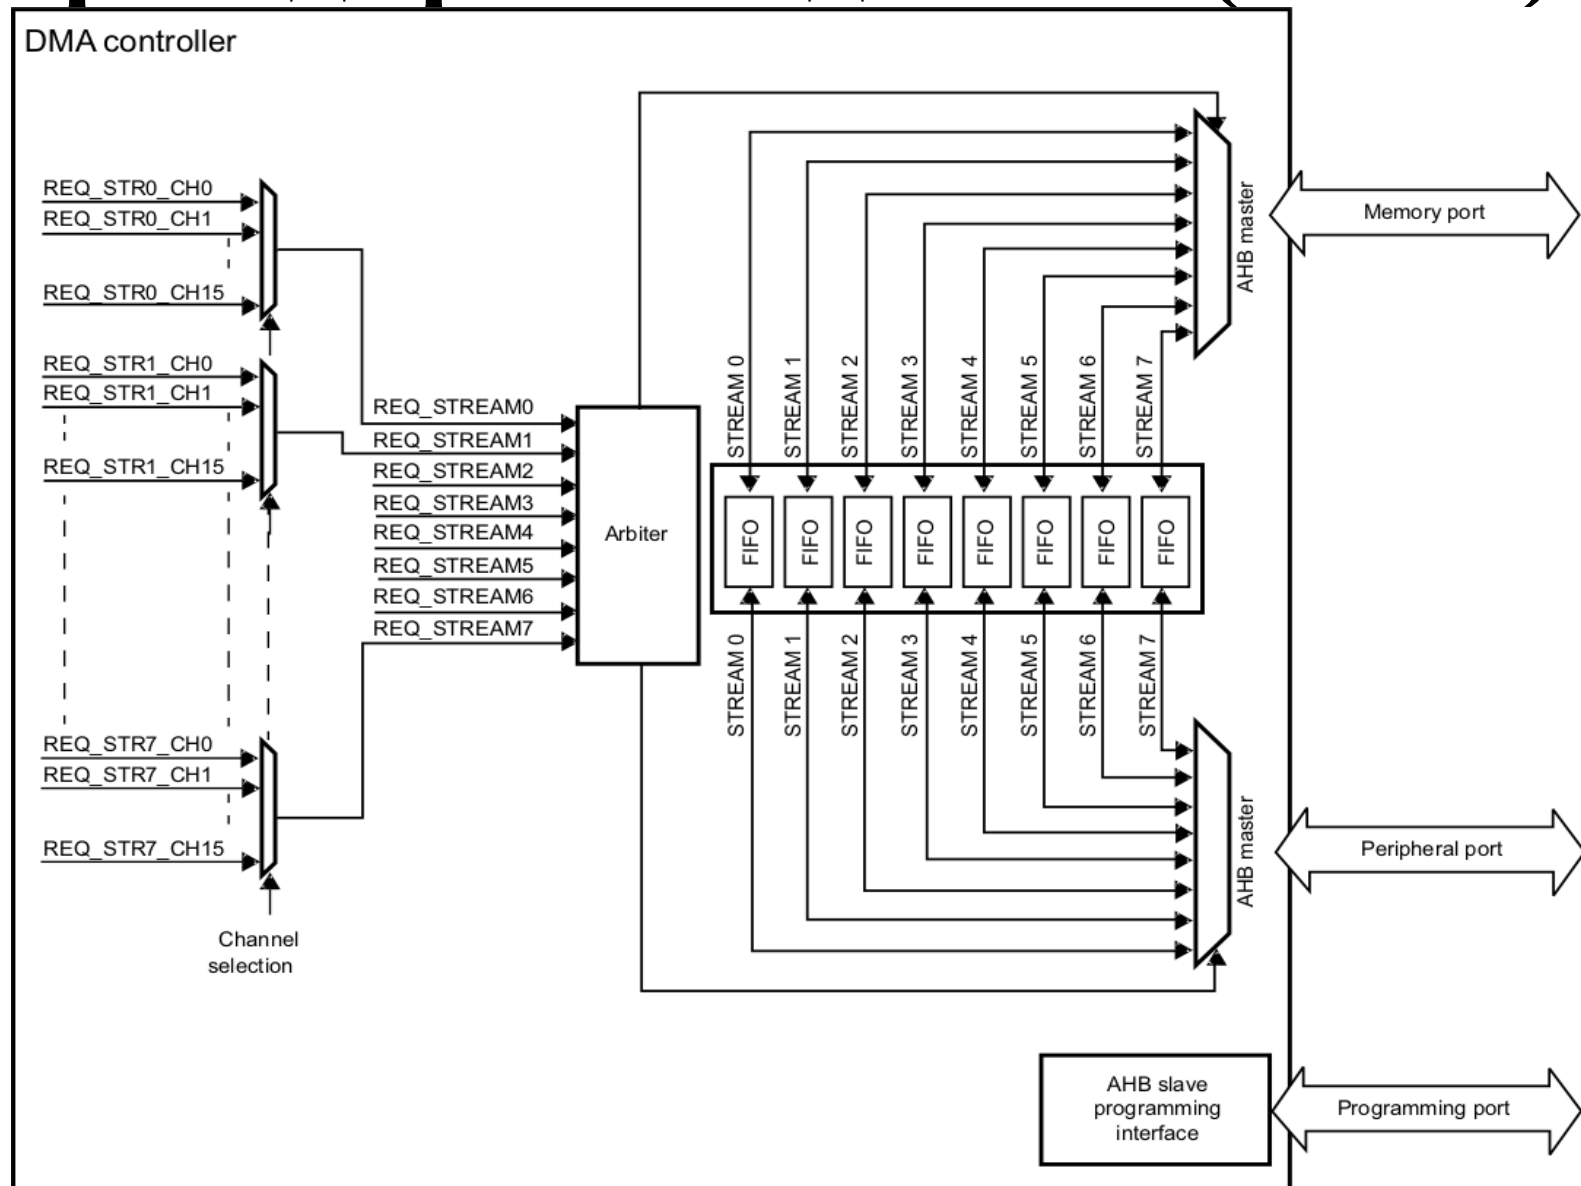 DMA controller
REQ_STR0_CH0
REQ_STR0_CH1
REQ_STR0_CH15
REQ_STR1_CH0
REQ_STR1_CH1
REQ_STR1_CH15
REQ_STR7_CH0
REQ_STR7_CH1
REQ_STR7_CH15
Channel
selection
REQ_STREAM0
REQ_STREAM1
REQ_STREAM2
REQ_STREAM3
REQ_STREAM4
REQ_STREAM5
REQ_STREAM6
REQ_STREAM7
Arbiter
STREAM 0
STREAM 1
STREAM 2
STREAM 3
STREAM 4
STREAM 5
STREAM 6
STREAM 7
FIFO
FIFO
FIFO
FIFO
FIFO
FIFO
FIFO
FIFO
STREAM 0
STREAM 1
STREAM 2
STREAM 3
STREAM 4
STREAM 5
STREAM 6
STREAM 7
AHB master
Memory port
AHB master
Peripheral port
AHB slave
programming
interface
Programming port